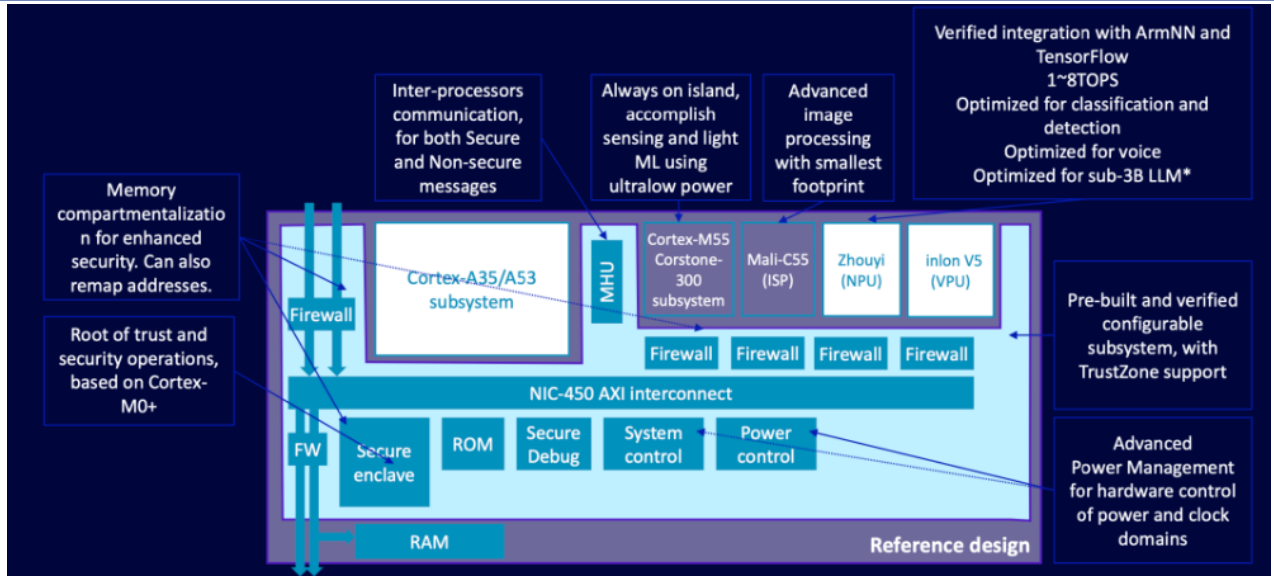 Verified integration with ArmNN and
TensorFlow
1~8TOPS
Optimized for classification and
detection
Optimized for voice
Optimized for sub-3B LLM*
Inter-processors
communication,
for both Secure
and Non-secure
messages
Always on island,
accomplish
sensing and light
ML using
ultralow power
Advanced
image
processing
with smallest
footprint
Memory
compartmentalizatio
n for enhanced
security. Can also
remap addresses.
Root of trust and
security operations,
based on Cortex-
M0+
Firewall
Cortex-A35/A53
subsystem
MHU
Cortex-M55
Corstone-
300
subsystem
Mali-C55
(ISP)
Zhouyi
(NPU)
inlon V5
(VPU)
Firewall
Firewall
Firewall
Firewall
Pre-built and verified
configurable
subsystem, with
TrustZone support
NIC-450 AXI interconnect
FW
Secure
enclave
ROM
Secure
Debug
System
control
Power
control
Advanced
Power Management
for hardware control
of power and clock
domains
RAM
Reference design